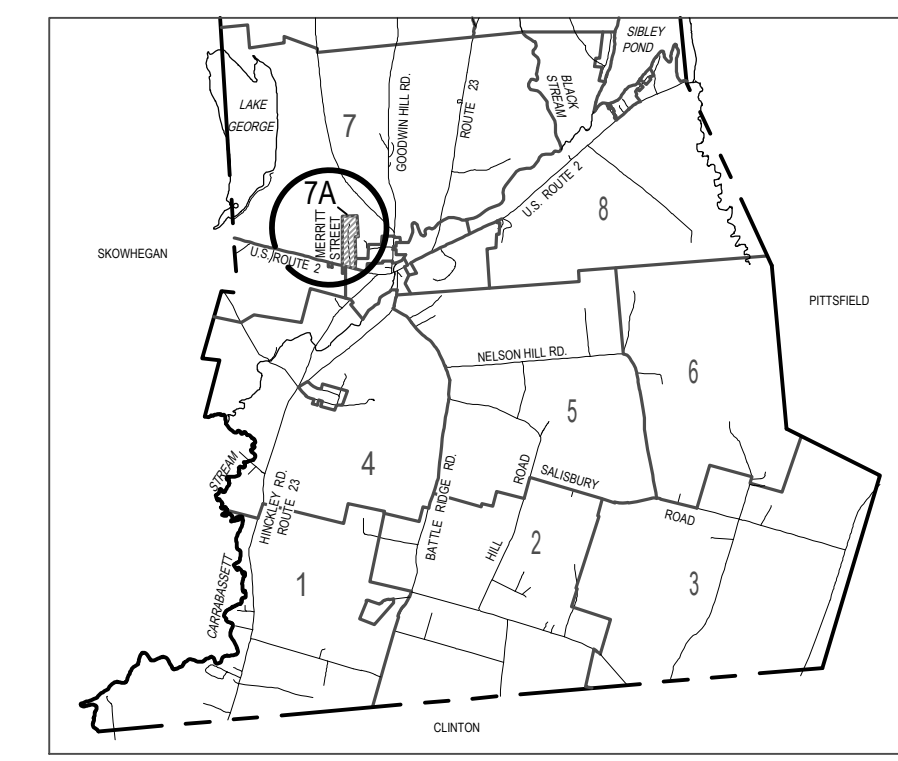 SIBLEY
POND
LAKE
GEORGE
7
GOODWIN HILL RD.
ROUTE 23
BLACK
STREAM
7A
MERRITT
STREET
U.S. ROUTE 2
8
SKOWHEGAN
U.S. ROUTE 2
PITTSFIELD
NELSON HILL RD.
6
5
4
STREAM
HINCKLEY RD.
ROUTE 23
BATTLE RIDGE RD.
ROAD
SALISBURY
ROAD
HILL
2
1
3
CARRABASSETT
CLINTON